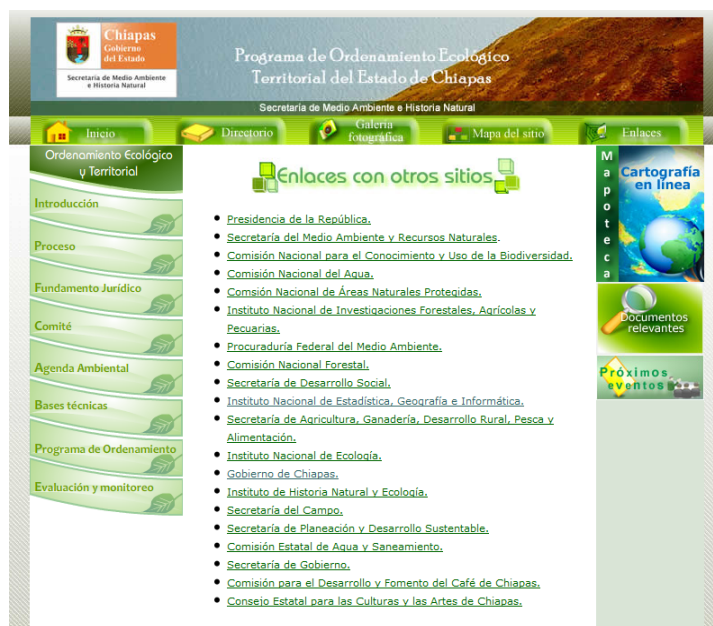 Chiapas
Gobierno
del Estado
Secretaría de Medio Ambiente
e Historia Natural
Programa de Ordenamiento Ecológico
Territorial del Estado de Chiapas
Secretaría de Medio Ambiente e Historia Natural
Inicio
Directorio
Galería
fotográfica
Mapa del sitio
Enlaces
Ordenamiento Ecológico
y Territorial
Introducción
Proceso
Fundamento Jurídico
Comité
Agenda Ambiental
Bases técnicas
Programa de Ordenamiento
Evaluación y monitoreo
Enlaces con otros sitios
Presidencia de la República.
Secretaría del Medio Ambiente y Recursos Naturales.
Comisión Nacional para el Conocimiento y Uso de la Biodiversidad.
Comisión Nacional del Agua.
Comsión Nacional de Áreas Naturales Protegidas.
Instituto Nacional de Investigaciones Forestales, Agrícolas y
Pecuarias.
Procuraduría Federal del Medio Ambiente.
Comisión Nacional Forestal.
Secretaría de Desarrollo Social.
Instituto Nacional de Estadística, Geografía e Informática.
Secretaría de Agricultura, Ganadería, Desarrollo Rural, Pesca y
Alimentación.
Instituto Nacional de Ecología.
Gobierno de Chiapas.
Instituto de Historia Natural y Ecología.
Secretaría del Campo.
Secretaría de Planeación y Desarrollo Sustentable.
Comisión Estatal de Agua y Saneamiento.
Secretaría de Gobierno.
Comisión para el Desarrollo y Fomento del Café de Chiapas.
Consejo Estatal para las Culturas y las Artes de Chiapas.
Mapoteca
Cartografía
en línea
Documentos
relevantes
Próximos
eventos